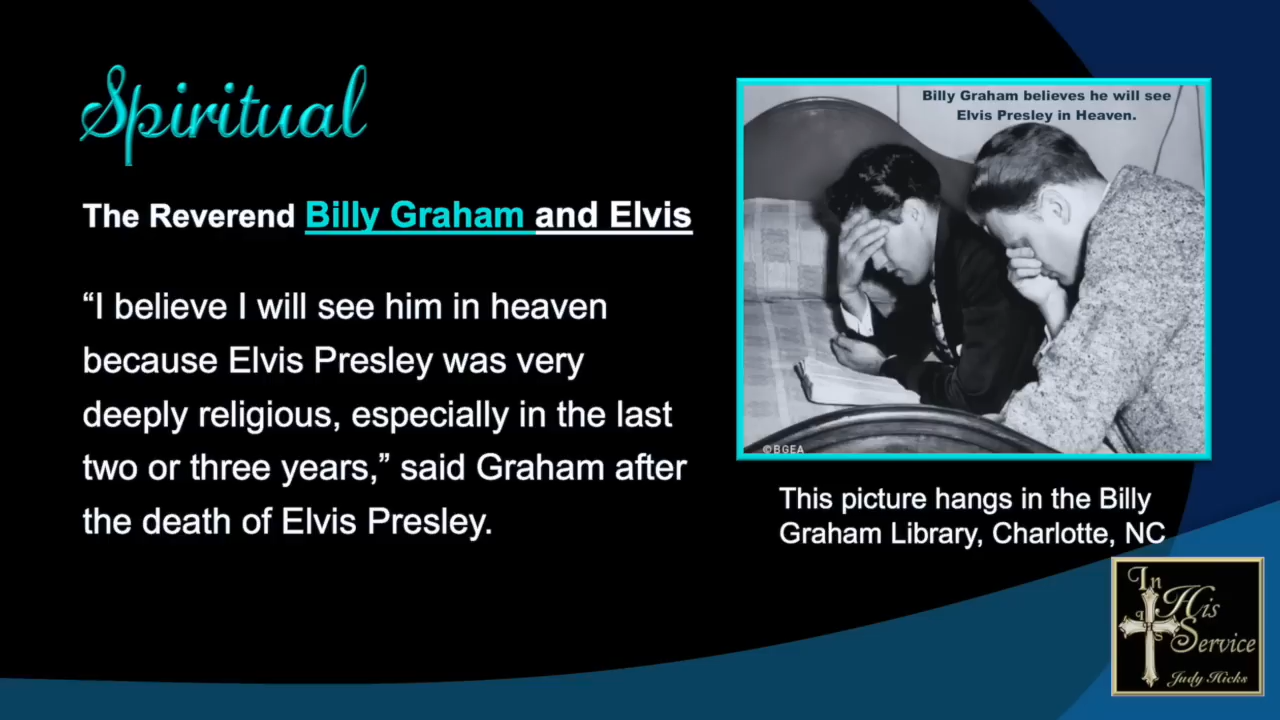 Spiritual
The Reverend Billy Graham and Elvis
“I believe I will see him in heaven
because Elvis Presley was very
deeply religious, especially in the last
two or three years,” said Graham after
the death of Elvis Presley.
Billy Graham believes he will see
Elvis Presley in Heaven.
©BGEA
This picture hangs in the Billy
Graham Library, Charlotte, NC
In
His
Service
Judy Hicks